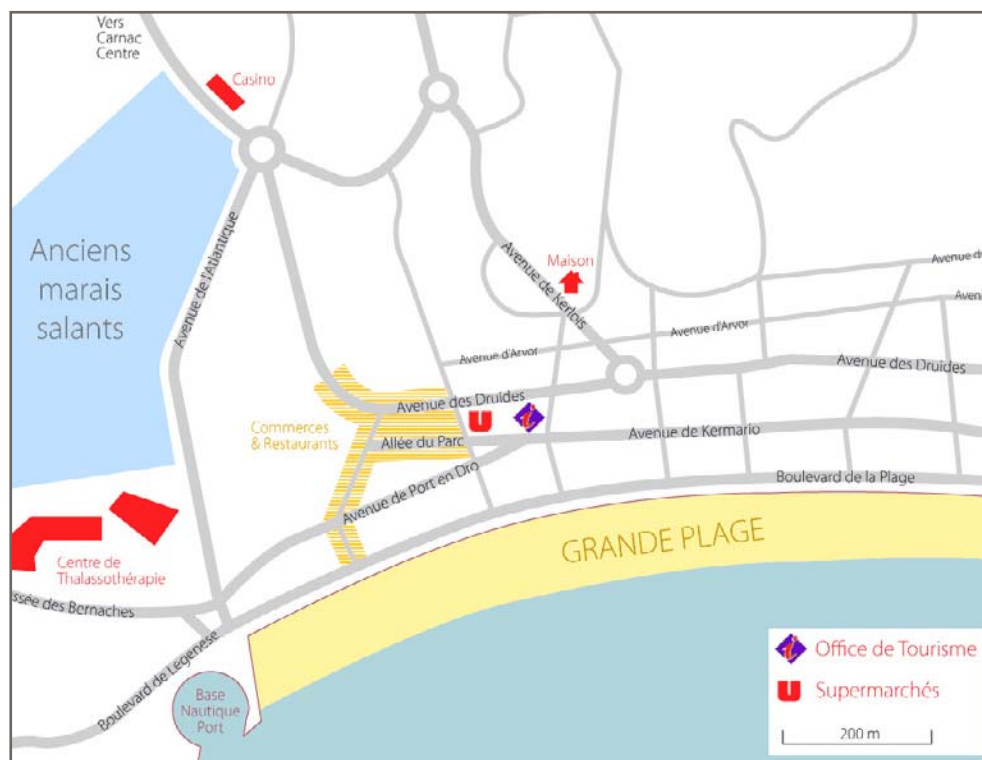 Vers
Carnac
Centre
Casino
Anciens
marais
salants
Avenue de l'Atlantique
Maison
Avenue de Kerlois
Avenue d
Aven
Avenue d'Arvor
Avenue d'Arvor
Avenue des Druides
Avenue des Druides
Commerces
& Restaurants
U
i
Allée du Parc
Avenue de Kermario
Avenue de Port en Dro
Boulevard de la Plage
GRANDE PLAGE
Centre de
Thalassothérapie
ssée des Bernaches
Boulevard de Légenèse
Base
Nautique
Port
i Office de Tourisme
U Supermarchés
200 m